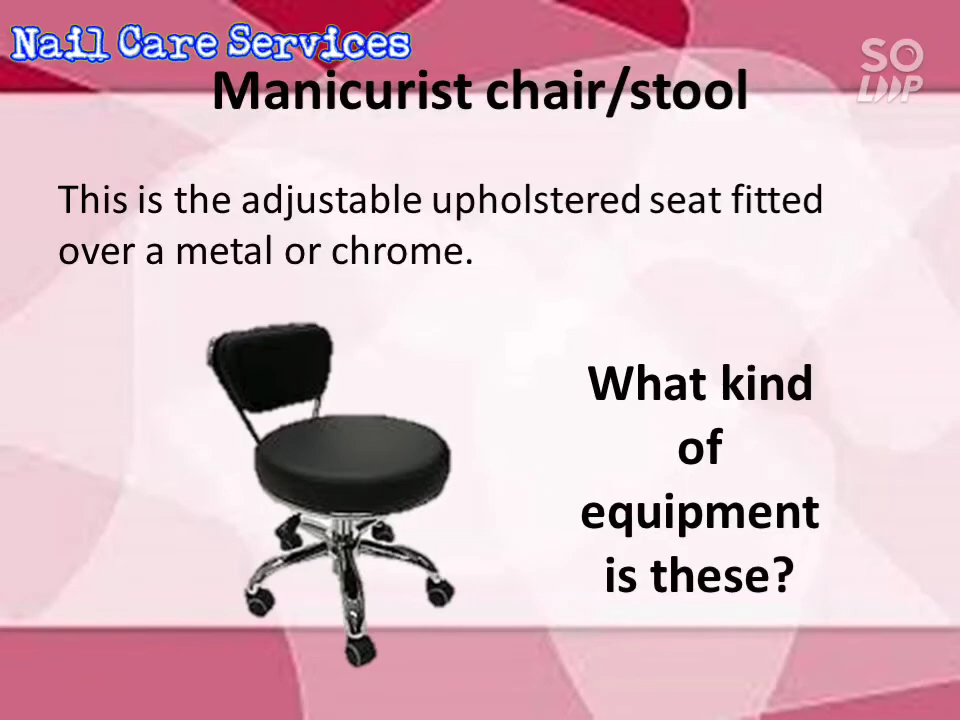 Nail Care Services
SO
LOOP
Manicurist chair/stool
This is the adjustable upholstered seat fitted
over a metal or chrome.
What kind
of
equipment
is these?